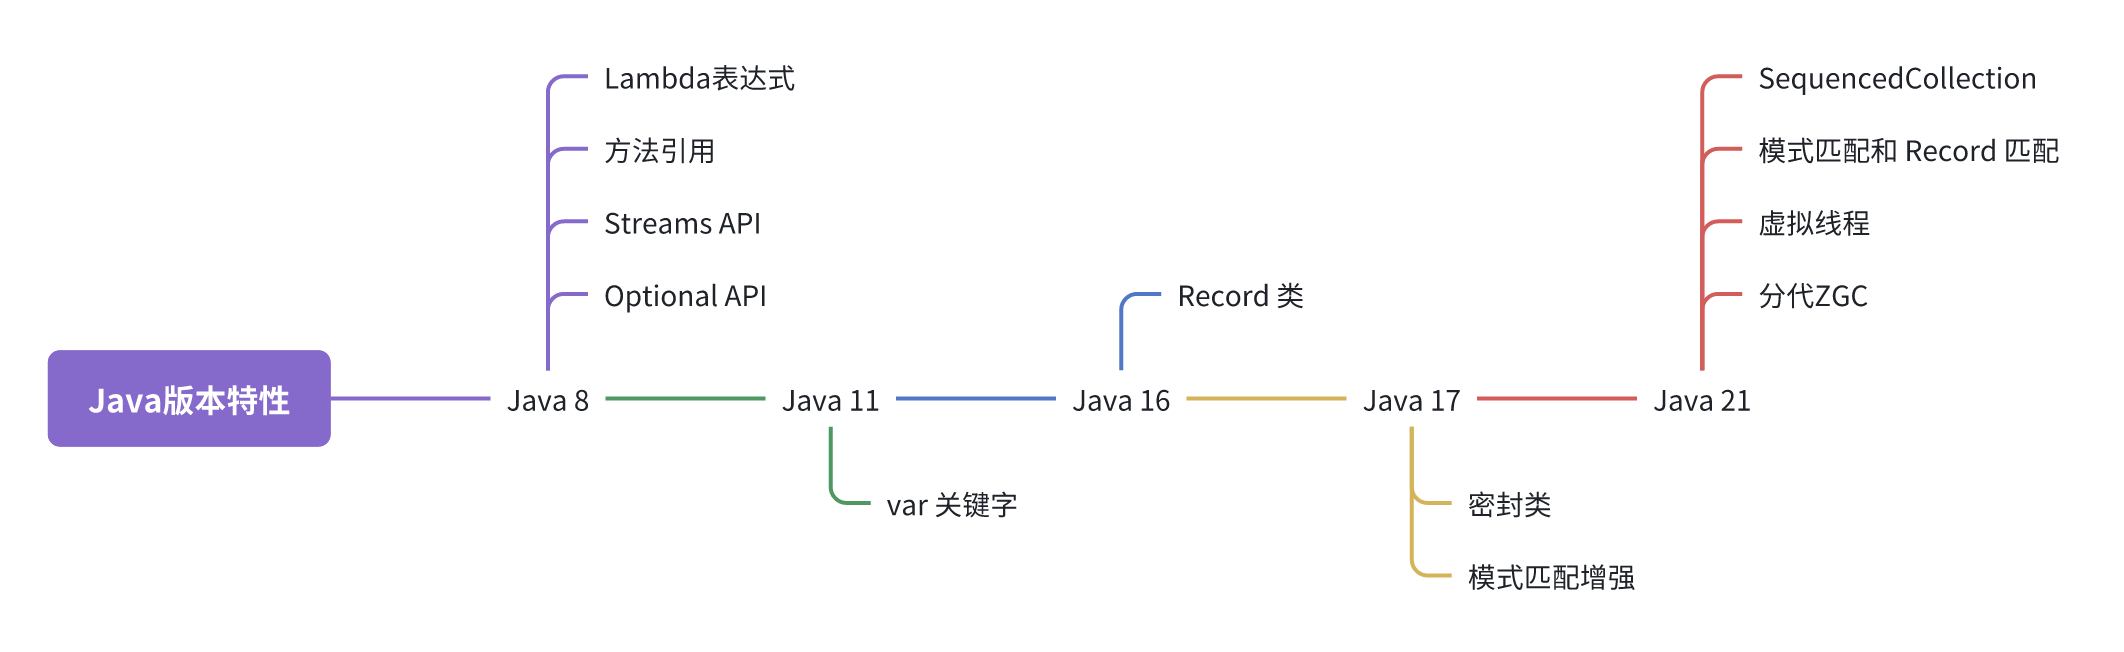 Java版本特性
Java 8
Lambda表达式
方法引用
Streams API
Optional API
Java 11
var 关键字
Java 16
Record 类
Java 17
密封类
模式匹配增强
Java 21
SequencedCollection
模式匹配和 Record 匹配
虚拟线程
分代ZGC